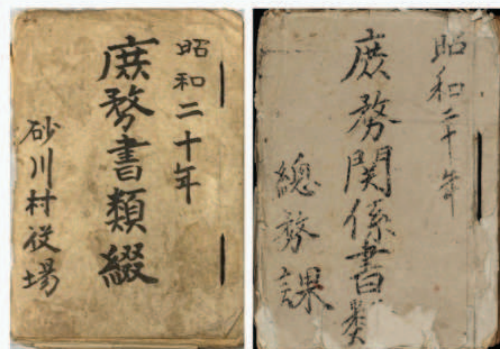 昭和二十年
庶務書類綴
砂川村役場
昭和二十年
庶務関係書類
總務課